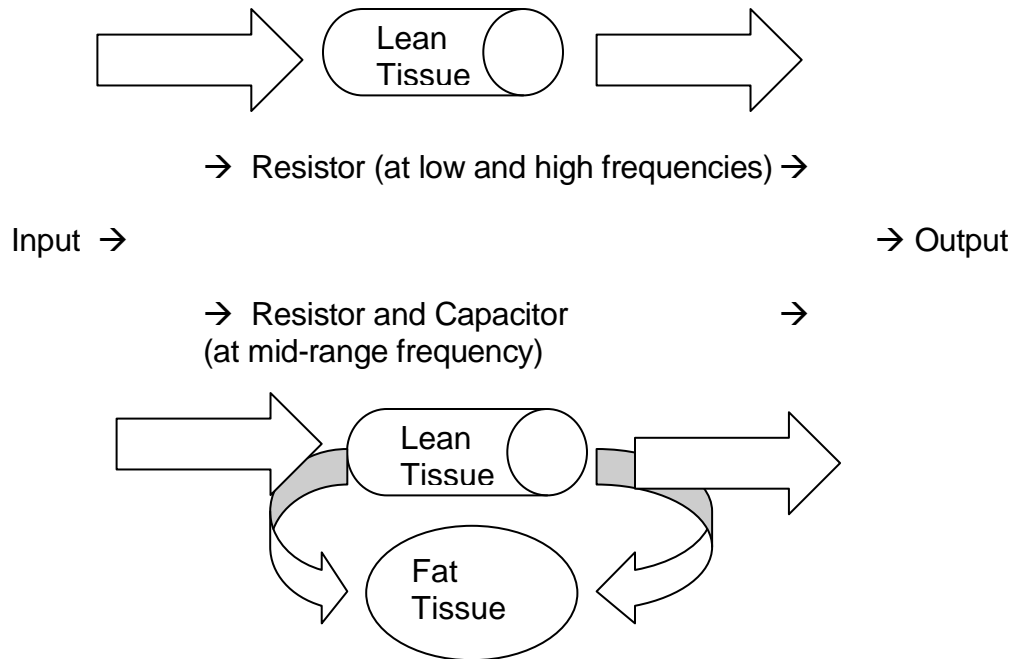 Lean
Tissue
→ Resistor (at low and high frequencies) →
Input →
→ Output
→ Resistor and Capacitor →
(at mid-range frequency)
Lean
Tissue
Fat
Tissue